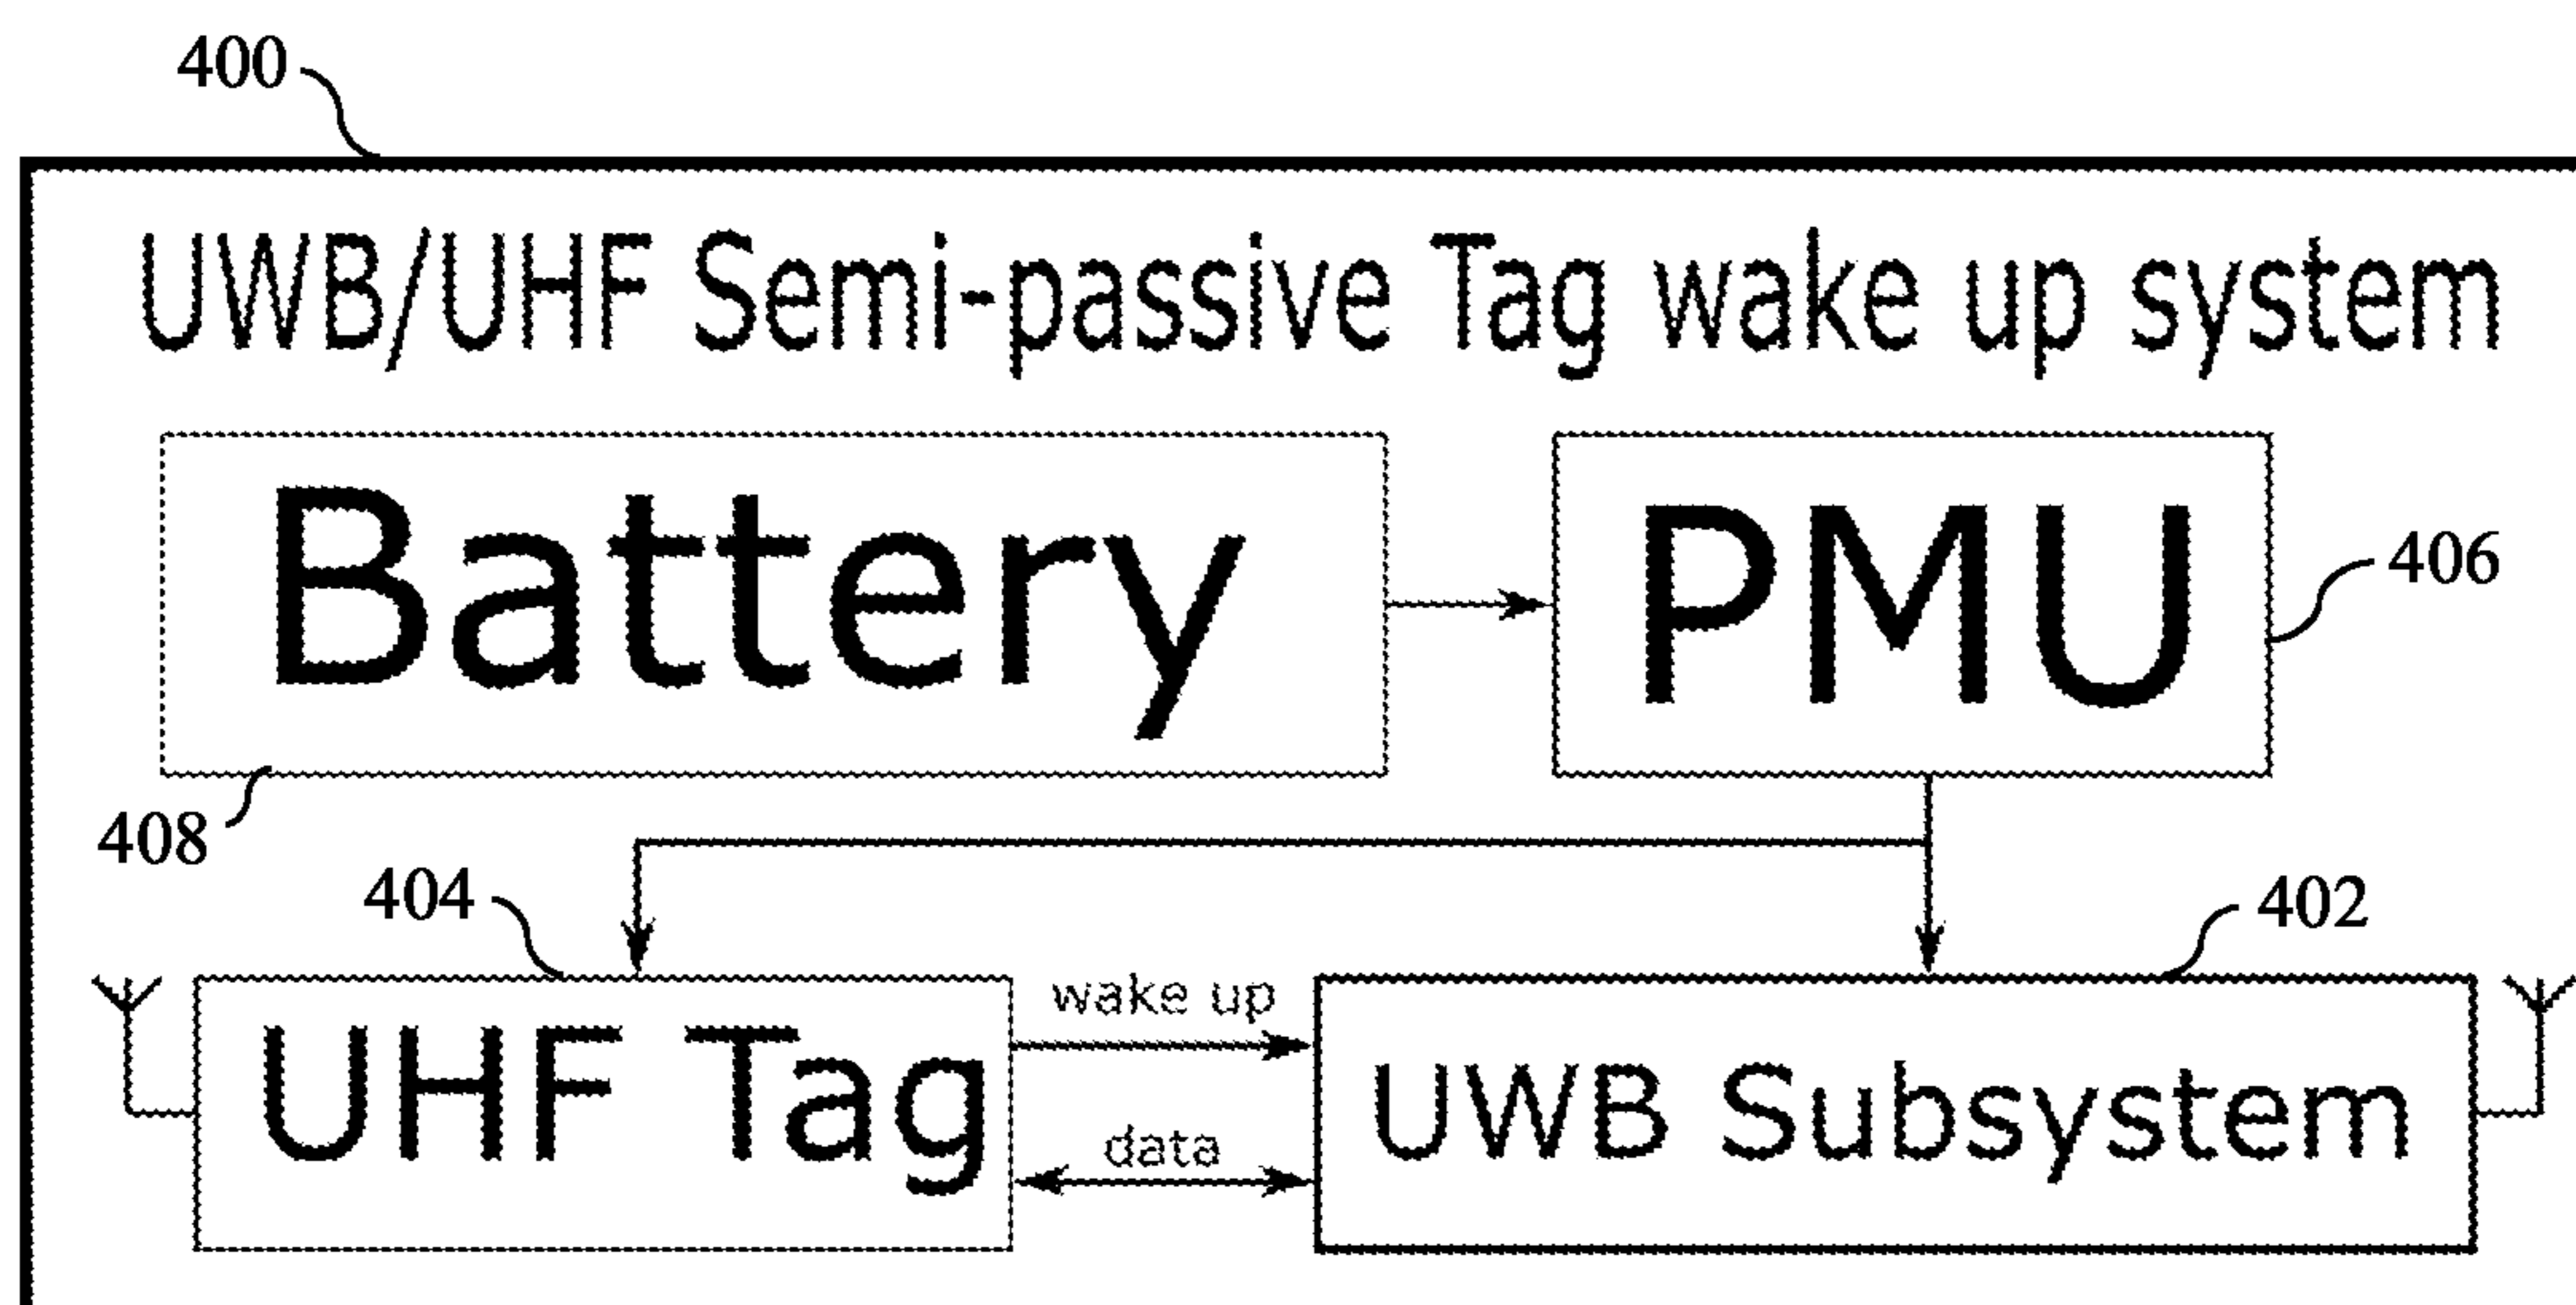 400
UWB/UHF Semi-passive Tag wake up system
Battery
PMU
406
408
404
402
UHF Tag
wake up
data
UWB Subsystem